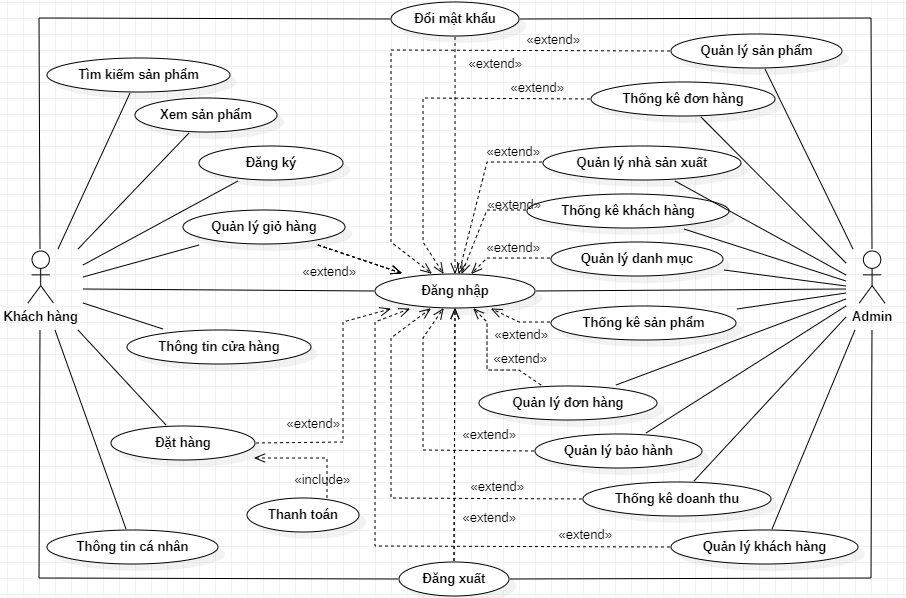 Đổi mật khẩu
«extend»
Quản lý sản phẩm
«extend»
Tìm kiếm sản phẩm
«extend»
Thống kê đơn hàng
Xem sản phẩm
«extend»
Quản lý nhà sản xuất
Đăng ký
«extend»
Thống kê khách hàng
Quản lý giỏ hàng
«extend»
Quản lý danh mục
«extend»
Đăng nhập
Khách hàng
Admin
Thống kê sản phẩm
«extend»
Thông tin cửa hàng
«extend»
Quản lý đơn hàng
«extend»
«extend»
Đặt hàng
Quản lý bảo hành
«include»
«extend»
Thống kê doanh thu
Thanh toán
«extend»
«extend»
Thông tin cá nhân
Quản lý khách hàng
Đăng xuất